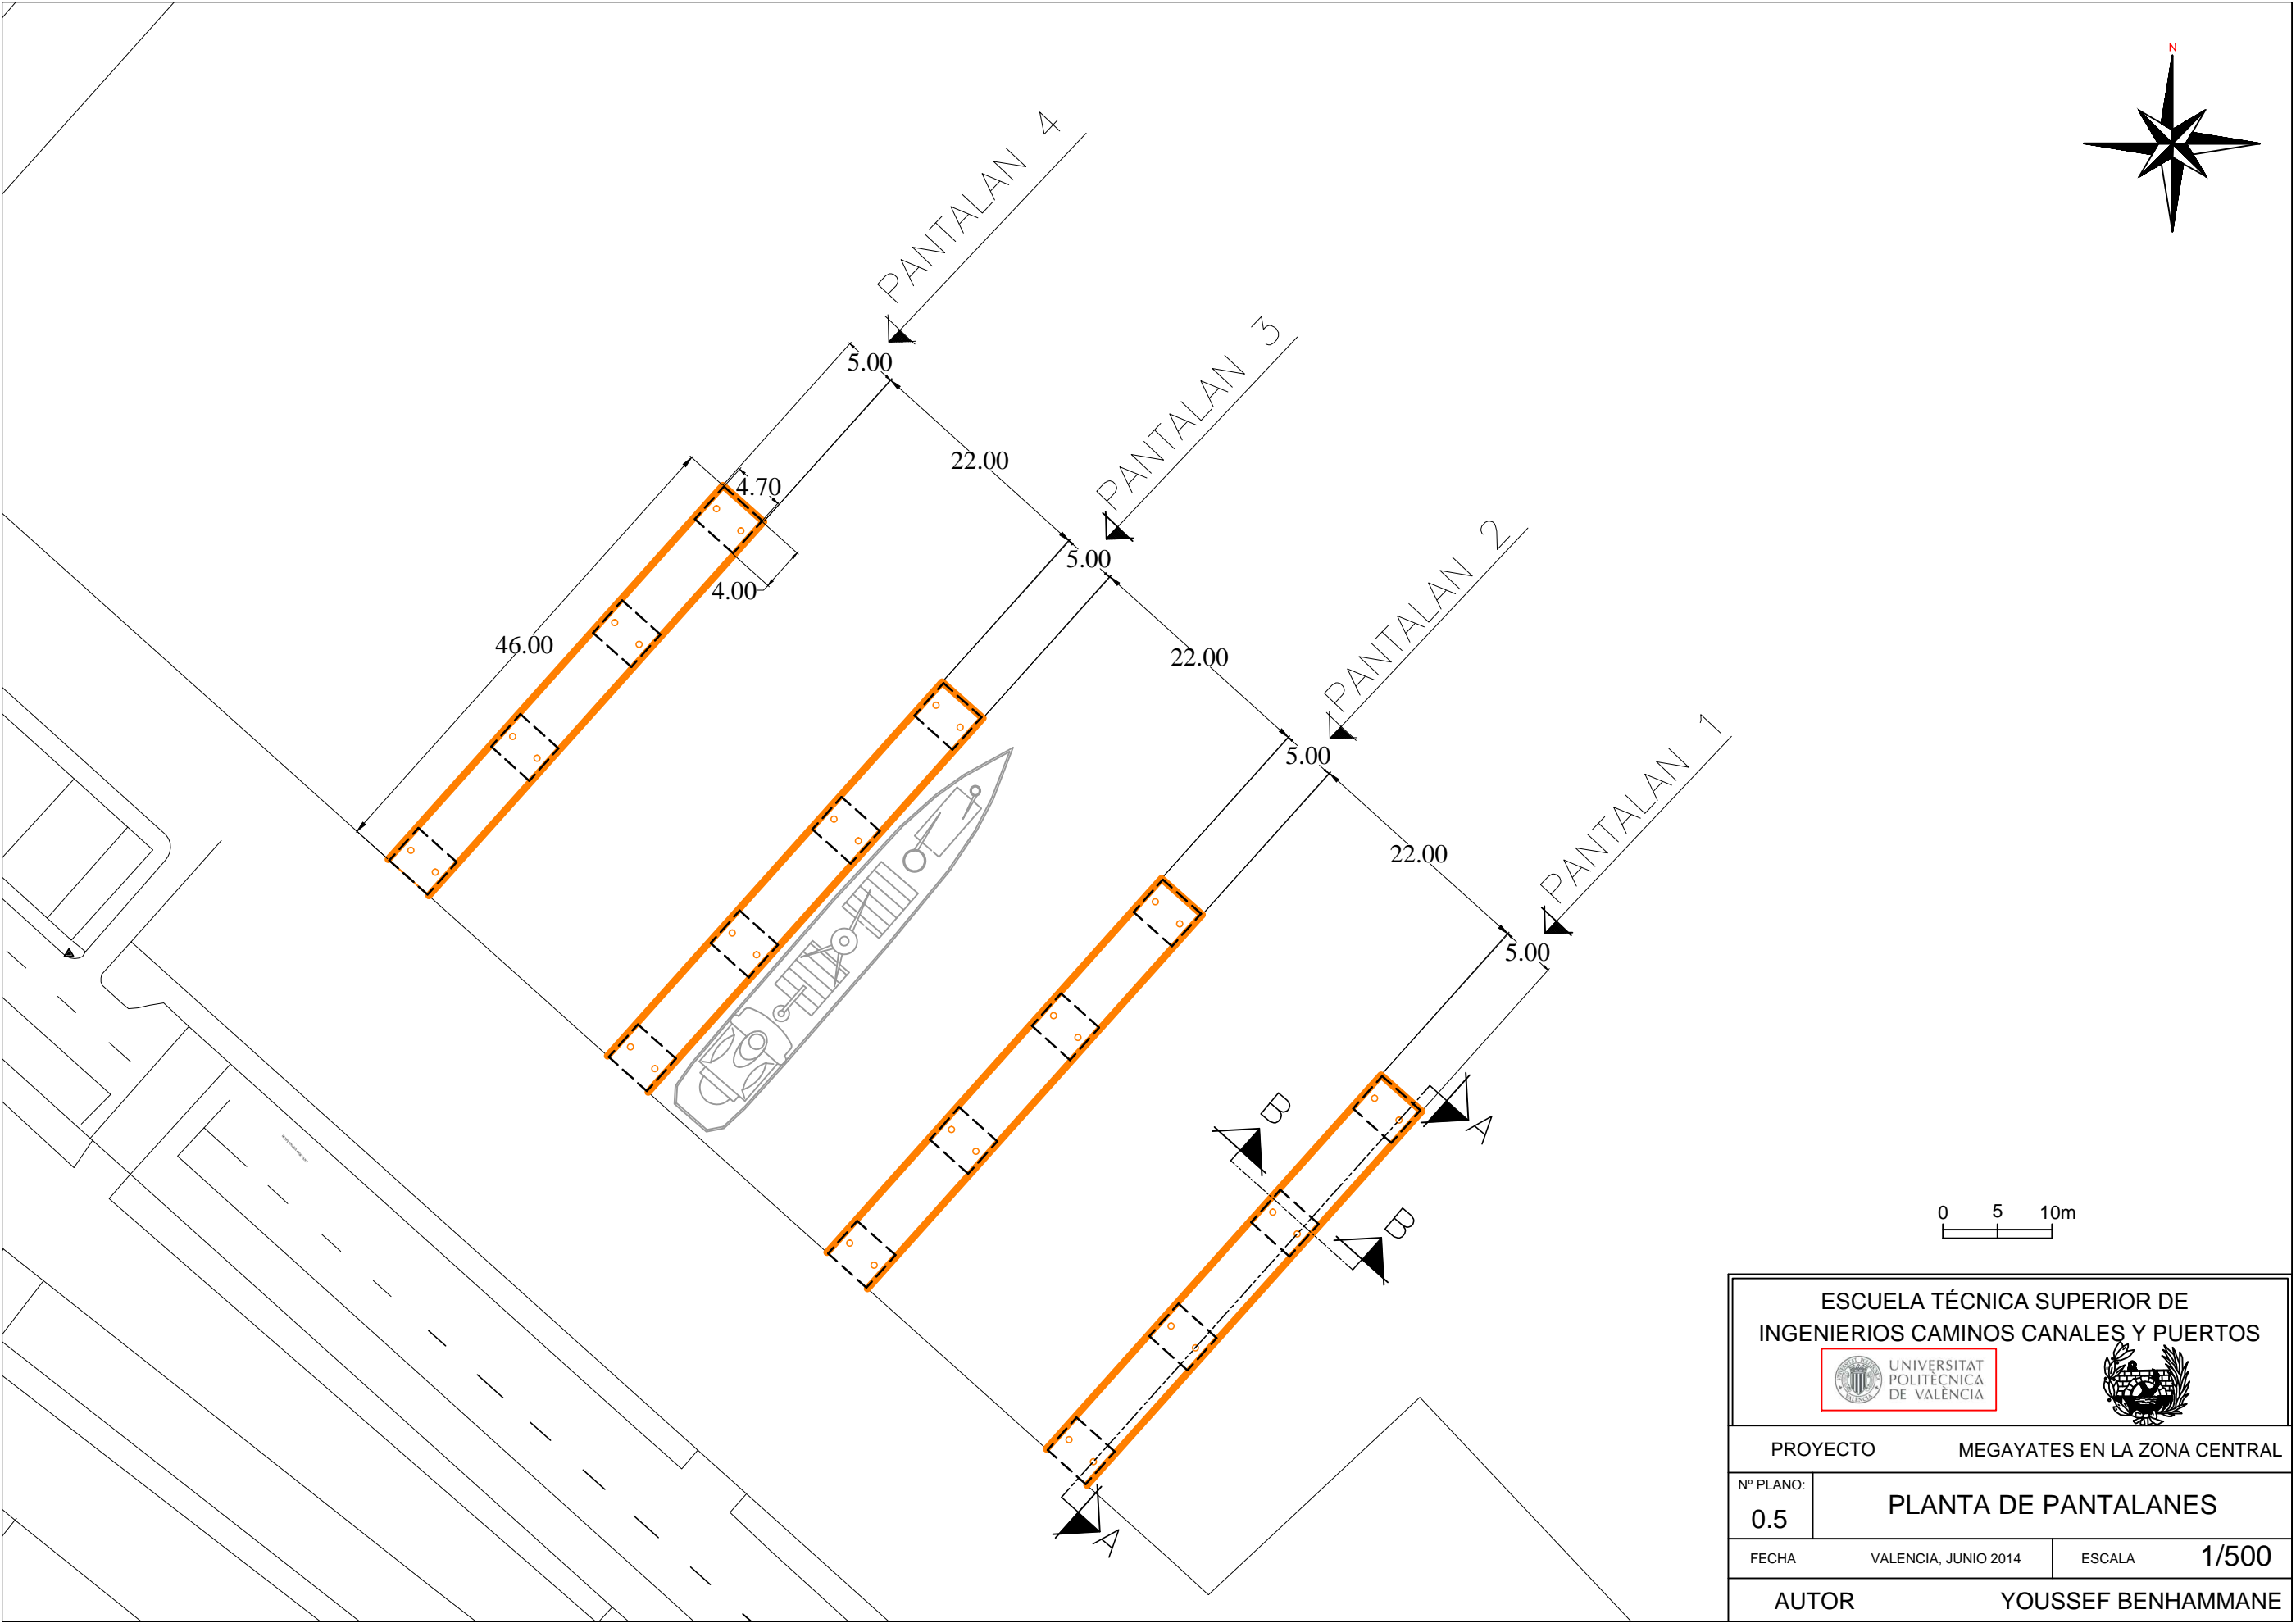 N
PANTALAN 4
5.00
PANTALAN 3
22.00
4.70
5.00
4.00
PANTALAN 2
46.00
22.00
5.00
PANTALAN 1
22.00
5.00
B
A
B
A
0 5 10m
ESCUELA TÉCNICA SUPERIOR DE
INGENIERIOS CAMINOS CANALES Y PUERTOS
UNIVERSITAT
POLITÈCNICA
DE VALÈNCIA
PROYECTO MEGAYATES EN LA ZONA CENTRAL
Nº PLANO:
0.5
PLANTA DE PANTALANES
FECHA VALENCIA, JUNIO 2014 ESCALA 1/500
AUTOR YOUSSEF BENHAMMANE